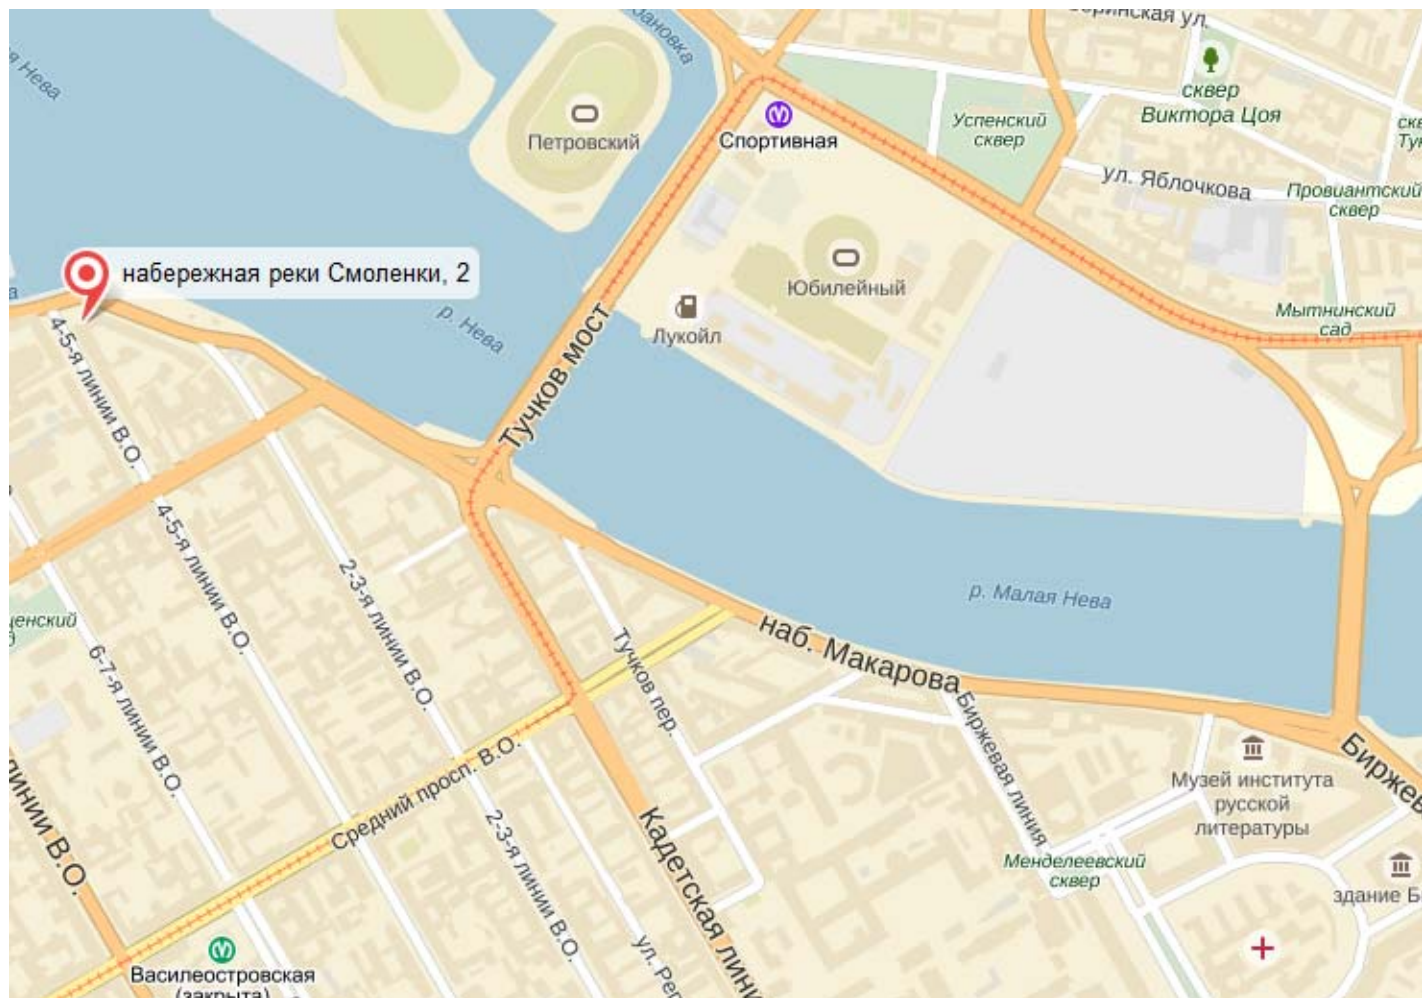 сквер
Виктора Цоя
Успенский
сквер
Петровский
Спортивная
ул. Яблочкова
Провиантский
сквер
набережная реки Смоленки, 2
Юбилейный
р. Нева
Лукойл
Мытнинский
сад
Тучков мост
4-5-я линии В.О.
4-5-я линии В.О.
2-3-я линии В.О.
р. Малая Нева
6-7-я линии В.О.
Тучков пер.
наб. Макарова
Биржевая линия
Средний просп. В.О.
Музей института
русской
литературы
Кадетская лини
2-3-я линии В.О.
Менделеевский
сквер
здание Б
линии В.О.
Василеостровская
(закрыта)